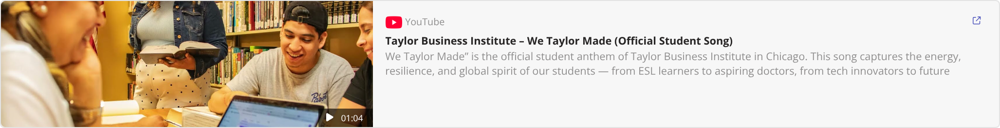 YouTube
Taylor Business Institute – We Taylor Made (Official Student Song)
We Taylor Made” is the official student anthem of Taylor Business Institute in Chicago. This song captures the energy,
resilience, and global spirit of our students — from ESL learners to aspiring doctors, from tech innovators to future
Pabst
01:04